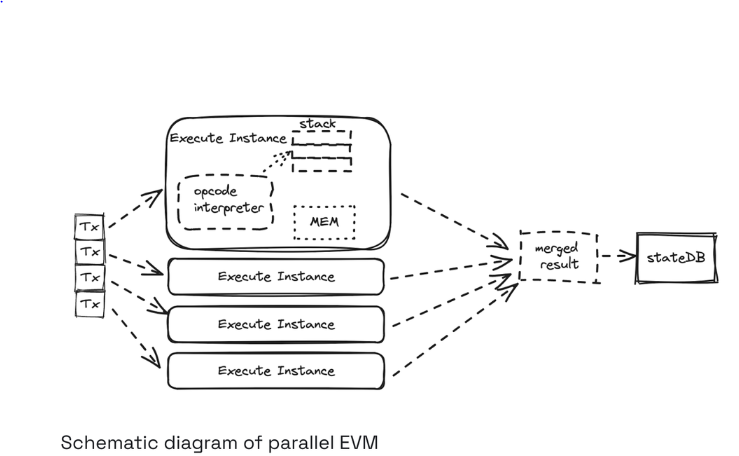 stack
Execute Instance
opcode
interpreter
MEM
Tx
Tx
Tx
Tx
Execute Instance
Execute Instance
Execute Instance
merged
result
stateDB
Schematic diagram of parallel EVM